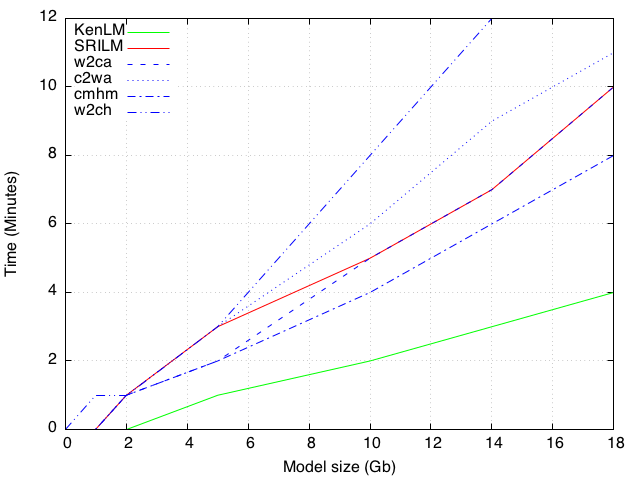 12
10
8
6
4
2
0
Time (Minutes)
KenLM
SRILM
w2ca
c2wa
cmhm
w2ch
0 2 4 6 8 10 12 14 16 18
Model size (Gb)